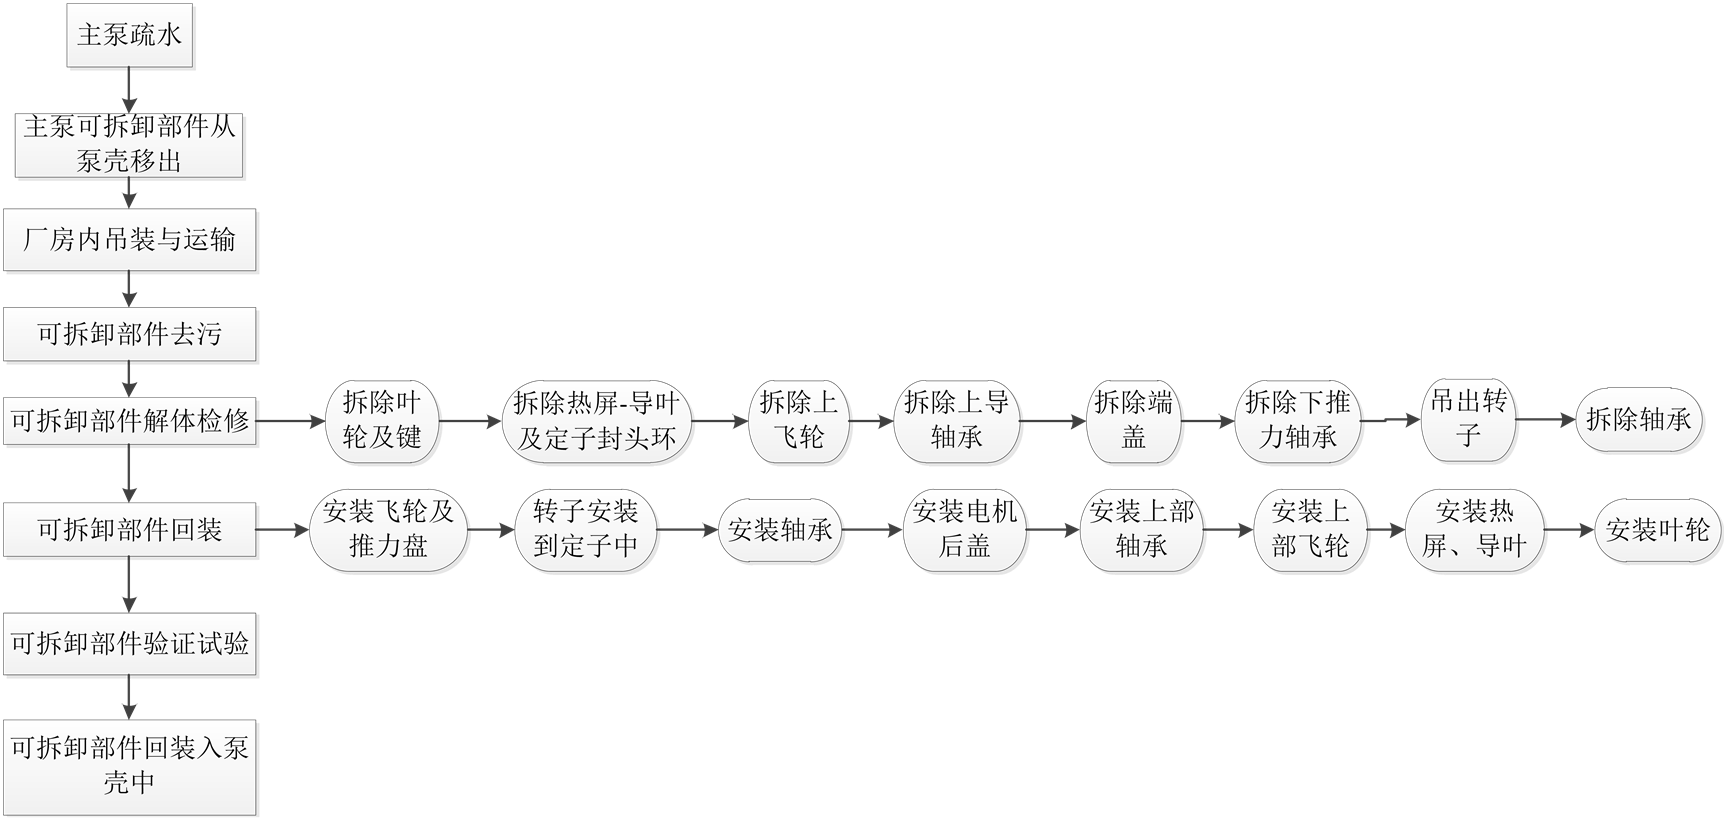 主泵疏水
主泵可拆卸部件从
泵壳移出
厂房内吊装与运输
可拆卸部件去污
可拆卸部件解体检修
拆除叶
轮及键
拆除热屏-导叶
及定子封头环
拆除上
飞轮
拆除上导
轴承
拆除端
盖
拆除下推
力轴承
吊出转
子
拆除轴承
可拆卸部件回装
安装飞轮及
推力盘
转子安装
到定子中
安装轴承
安装电机
后盖
安装上部
轴承
安装上
部飞轮
安装热
屏、导叶
安装叶轮
可拆卸部件验证试验
可拆卸部件回装入泵
壳中